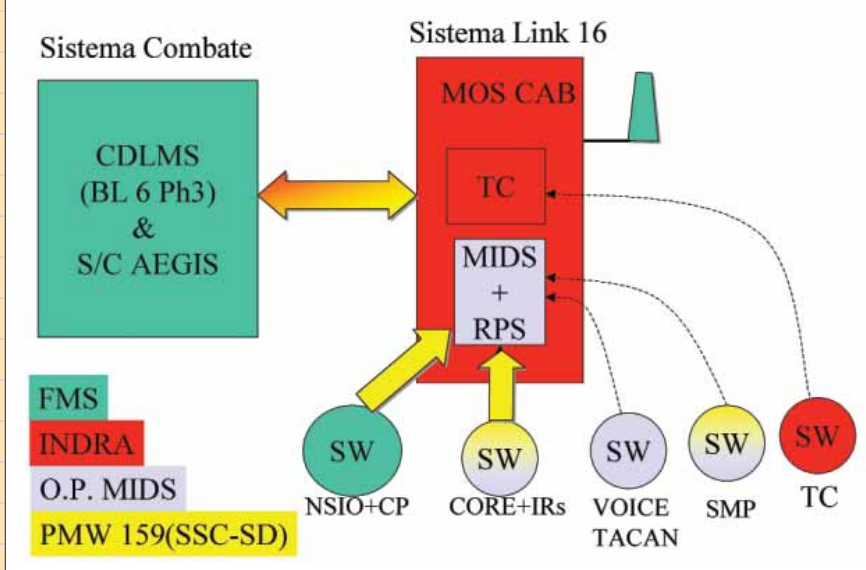 Sistema Combate
Sistema Link 16
CDLMS
(BL 6 Ph3)
&
S/C AEGIS
MOS CAB
TC
MIDS
+
RPS
FMS
INDRA
O.P. MIDS
PMW 159(SSC-SD)
SW
NSIO+CP
SW
CORE+IRs
SW
VOICE
TACAN
SW
SMP
SW
TC